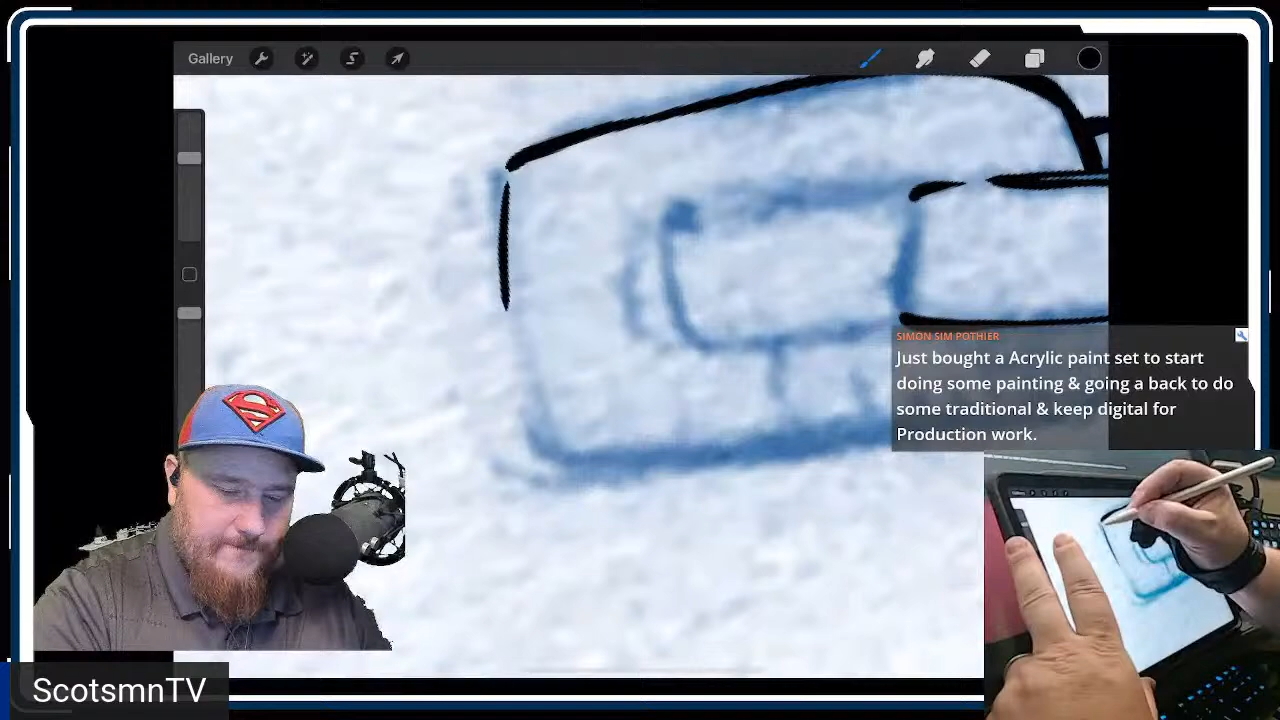 Gallery
SIMON SIM POTHIER
Just bought a Acrylic paint set to start
doing some painting & going a back to do
some traditional & keep digital for
Production work.
ScotsmnTV